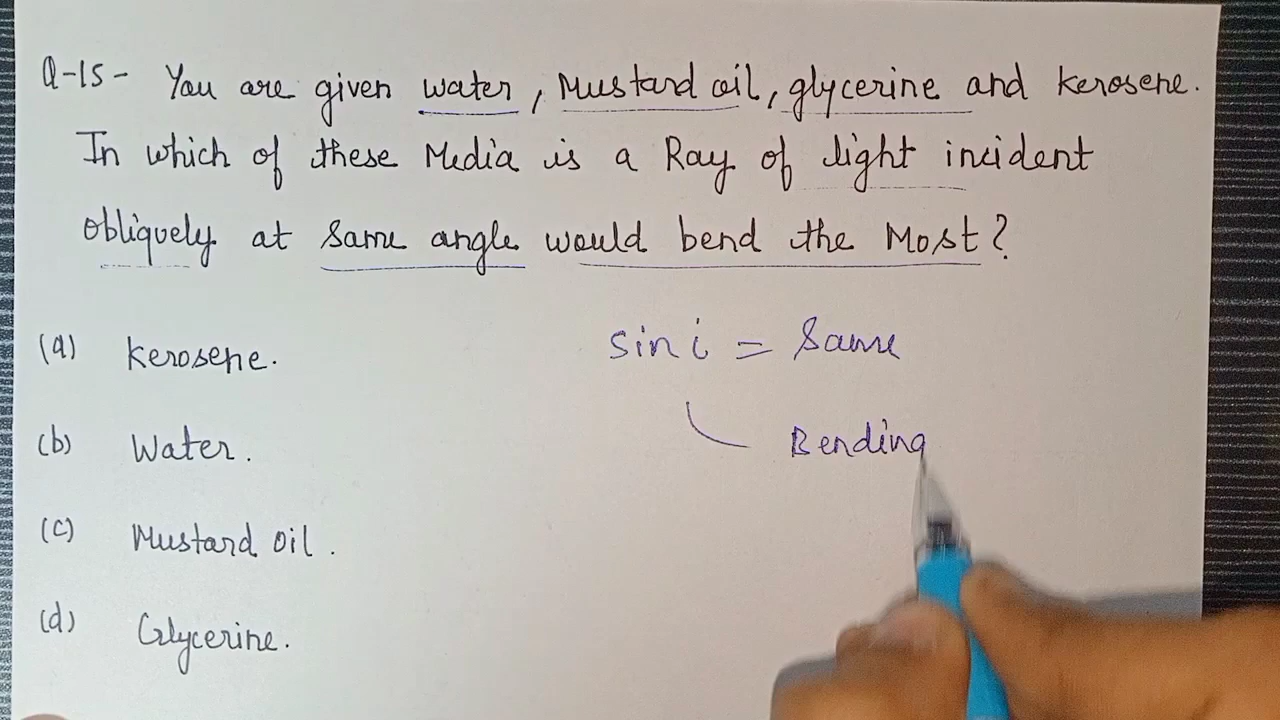 Q-15- You are given water, Mustard oil, glycerine and kerosene.
In which of these Media is a Ray of light incident
obliquely at same angle would bend the Most?
(a) kerosene.
(b) Water.
(c) Mustard oil.
(d) Glycerine.
sin i = Same
Bending